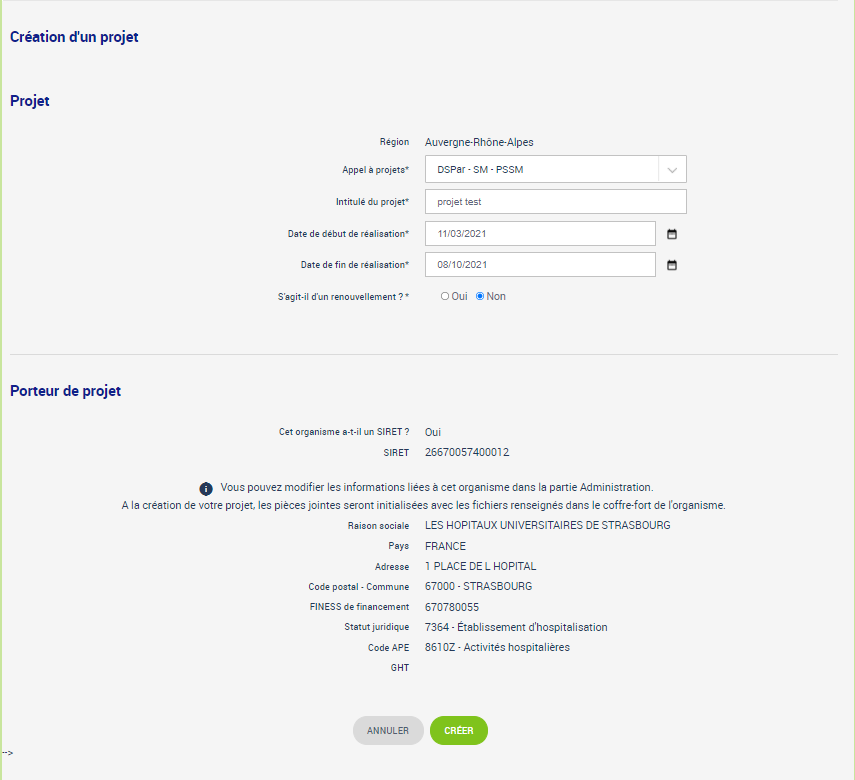 Création d'un projet
Projet
Région Auvergne-Rhône-Alpes
Appel à projets* DSPar - SM - PSSM
Intitulé du projet* projet test
Date de début de réalisation* 11/03/2021
Date de fin de réalisation* 08/10/2021
S'agit-il d'un renouvellement ? * Oui Non
Porteur de projet
Cet organisme a-t-il un SIRET ? Oui
SIRET 26670057400012
Vous pouvez modifier les informations liées à cet organisme dans la partie Administration.
A la création de votre projet, les pièces jointes seront initialisées avec les fichiers renseignés dans le coffre-fort de l'organisme.
Raison sociale LES HOPITAUX UNIVERSITAIRES DE STRASBOURG
Pays FRANCE
Adresse 1 PLACE DE L HOPITAL
Code postal - Commune 67000 - STRASBOURG
FINESS de financement 670780055
Statut juridique 7364 - Établissement d'hospitalisation
Code APE 8610Z - Activités hospitalières
GHT
ANNULER CRÉER
-->